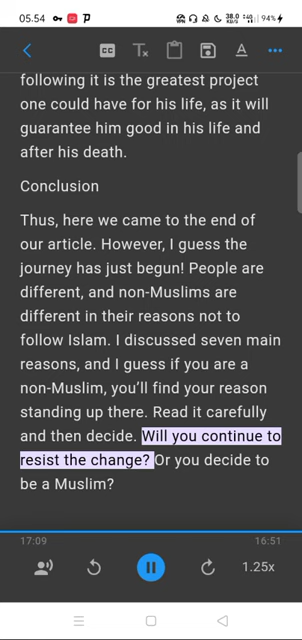 05.54
38.0
KB/S
94%
CC
following it is the greatest project
one could have for his life, as it will
guarantee him good in his life and
after his death.
Conclusion
Thus, here we came to the end of
our article. However, I guess the
journey has just begun! People are
different, and non-Muslims are
different in their reasons not to
follow Islam. I discussed seven main
reasons, and I guess if you are a
non-Muslim, you’ll find your reason
standing up there. Read it carefully
and then decide. Will you continue to
resist the change? Or you decide to
be a Muslim?
17:09 16:51
1.25x